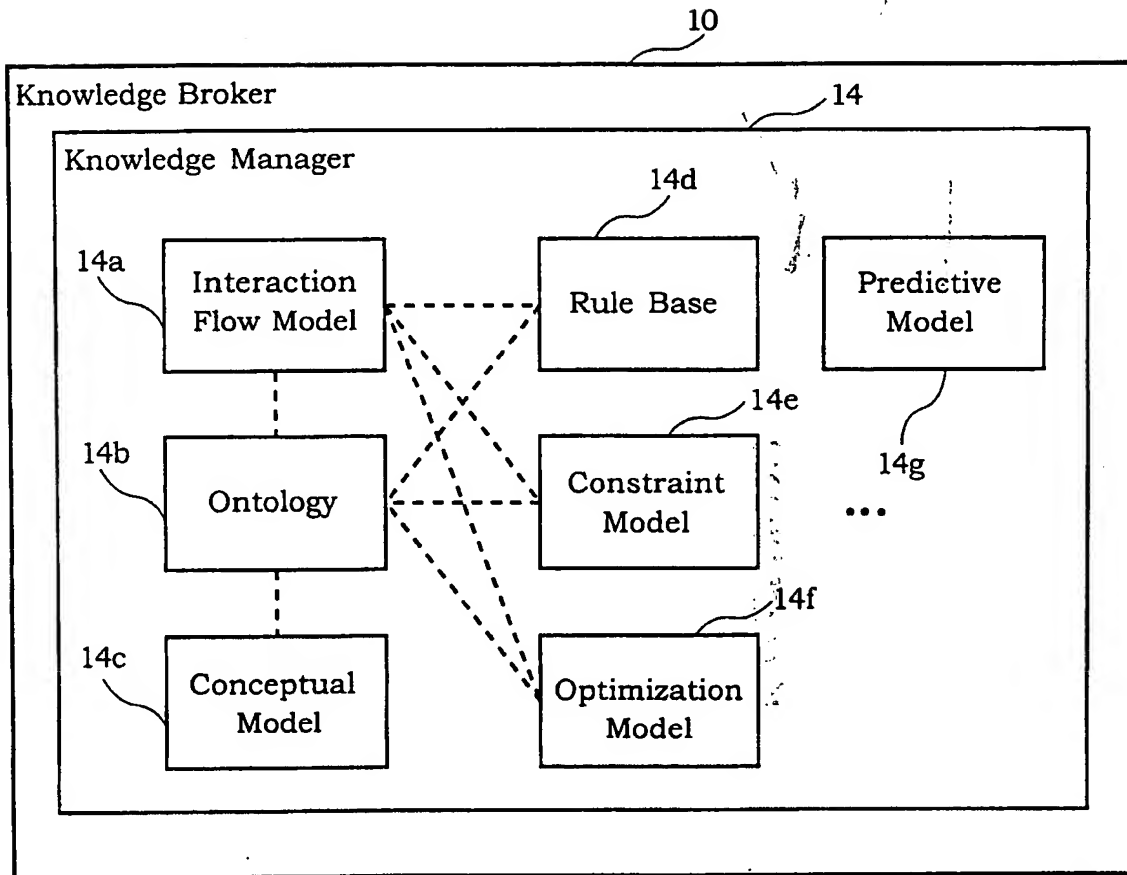 10
Knowledge Broker
14
Knowledge Manager
14d
14a
Interaction
Flow Model
Rule Base
Predictive
Model
14e
14b
Ontology
Constraint
Model
14g
...
14f
14c
Conceptual
Model
Optimization
Model